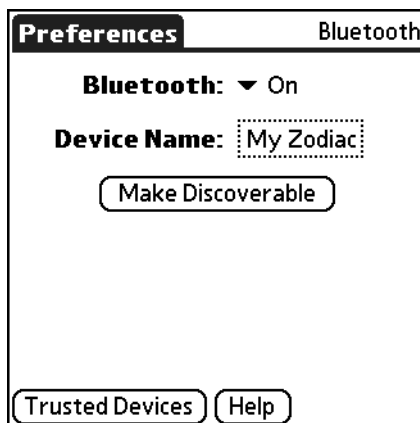 Preferences Bluetooth
Bluetooth: On
Device Name: My Zodiac
Make Discoverable
Trusted Devices Help